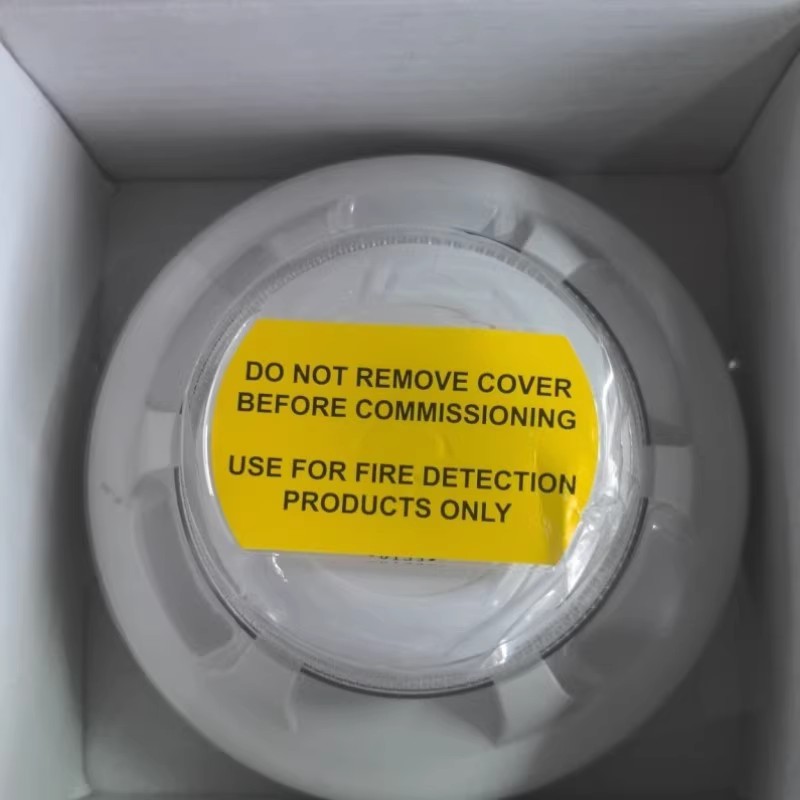 DO NOT REMOVE COVER
BEFORE COMMISSIONING
USE FOR FIRE DETECTION
PRODUCTS ONLY